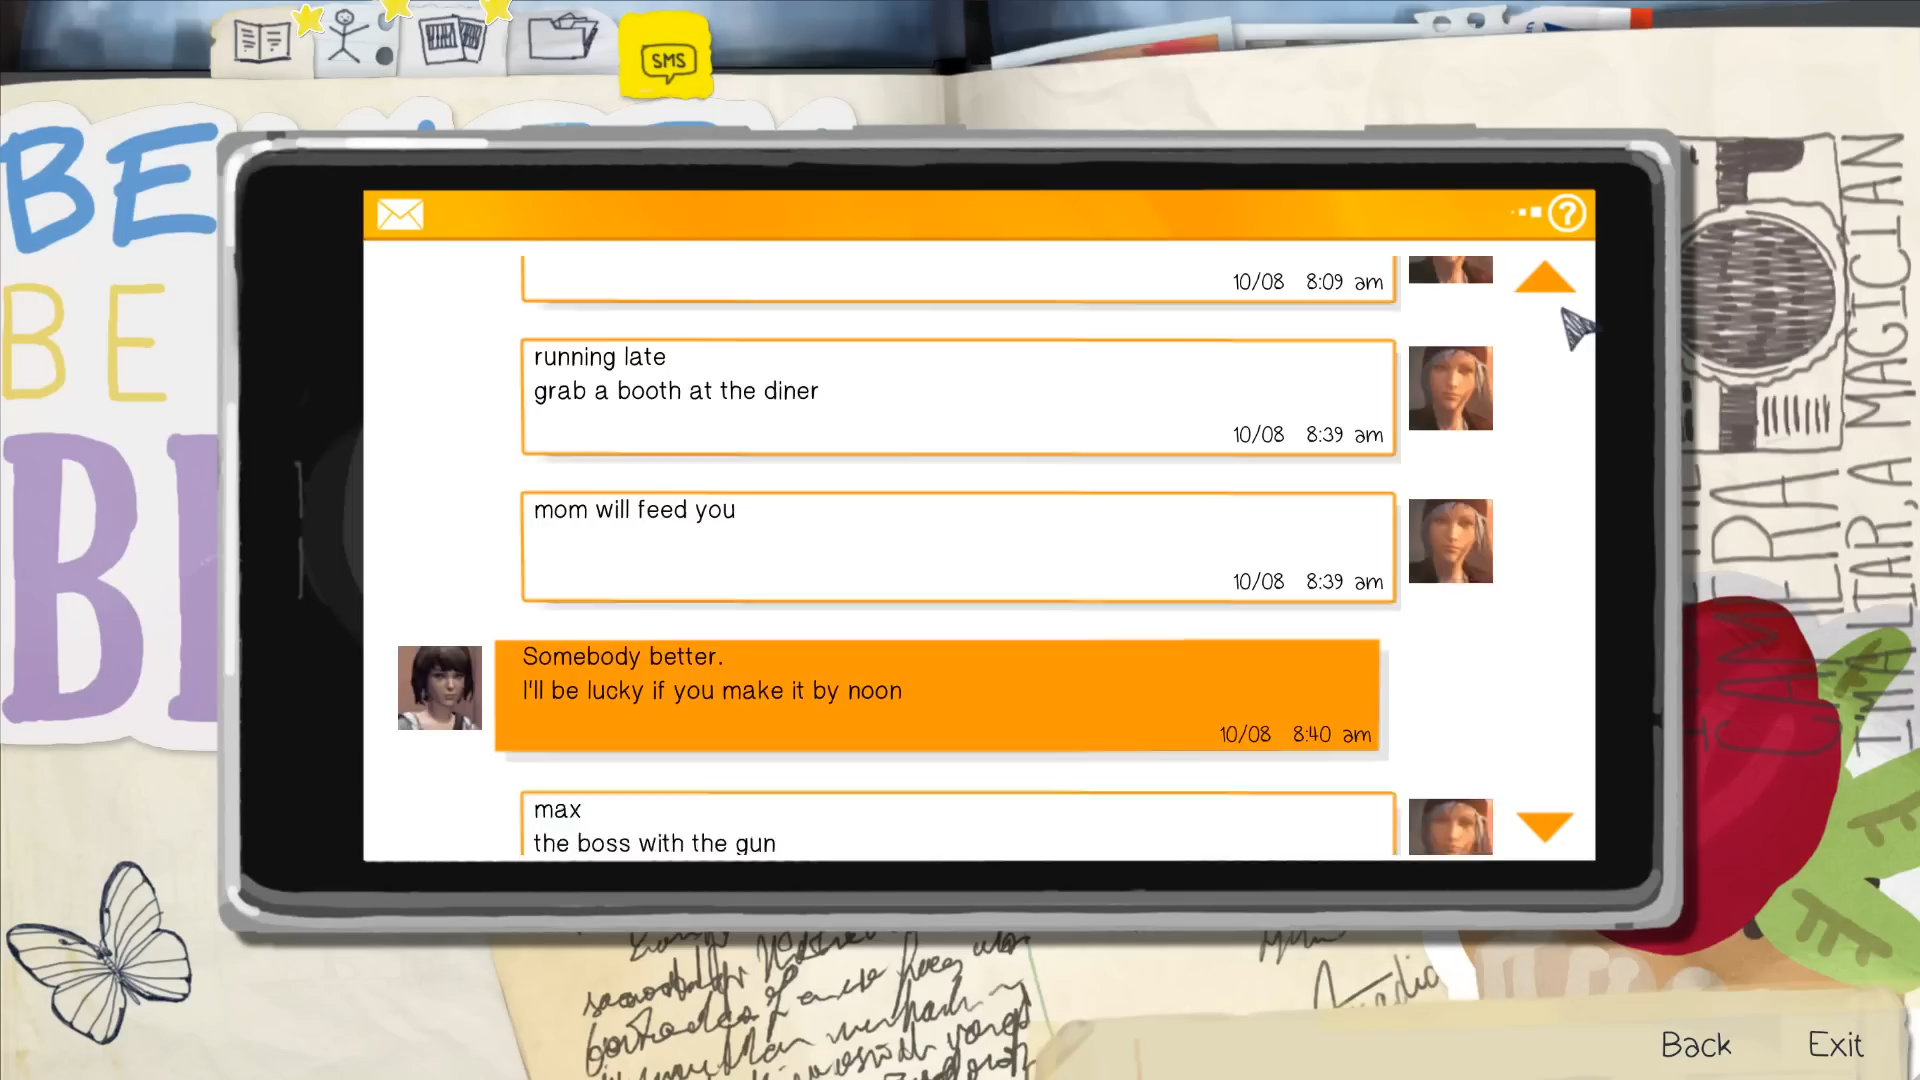 SMS
BE
BE
10/08 8:09 am
running late
grab a booth at the diner
10/08 8:39 am
mom will feed you
10/08 8:39 am
Somebody better.
I'll be lucky if you make it by noon
10/08 8:40 am
max
the boss with the gun
CAMERA
LIAR, A MAGICIAN
Back
Exit